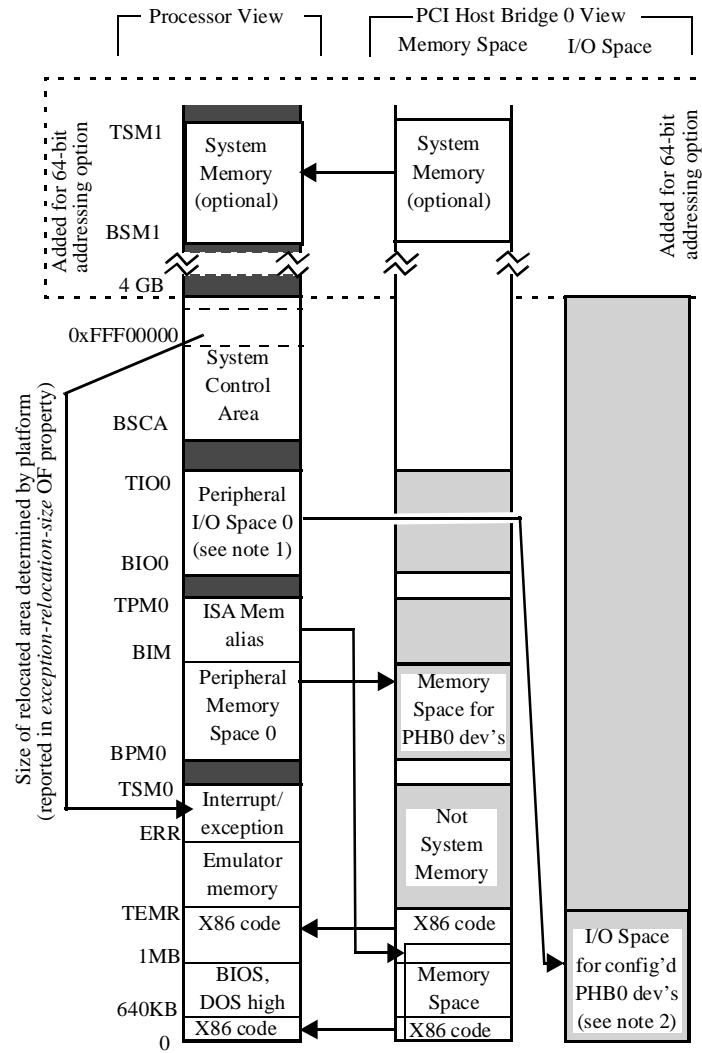 Processor View
PCI Host Bridge 0 View
Memory Space
I/O Space
Added for 64-bit
addressing option
TSM1
System
Memory
(optional)
System
Memory
(optional)
Added for 64-bit
addressing option
BSM1
4 GB
0xFFF00000
System
Control
Area
BSCA
Size of relocated area determined by platform
(reported in exception-relocation-size OF property)
TIO0
Peripheral
I/O Space 0
(see note 1)
BIO0
TPM0
ISA Mem
alias
BIM
Peripheral
Memory
Space 0
Memory
Space for
PHB0 dev's
BPM0
TSM0
Interrupt/
exception
Not
System
Memory
ERR
Emulator
memory
TEMR
X86 code
X86 code
I/O Space
for config'd
PHB0 dev's
(see note 2)
1MB
BIOS,
DOS high
Memory
Space
640KB
X86 code
X86 code
0